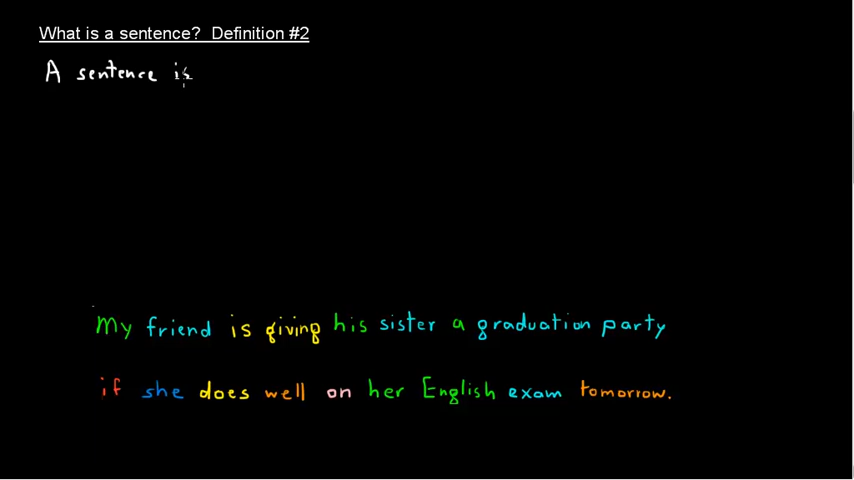 What is a sentence? Definition #2
A sentence is
My friend is giving his sister a graduation party
if she does well on her English exam tomorrow.